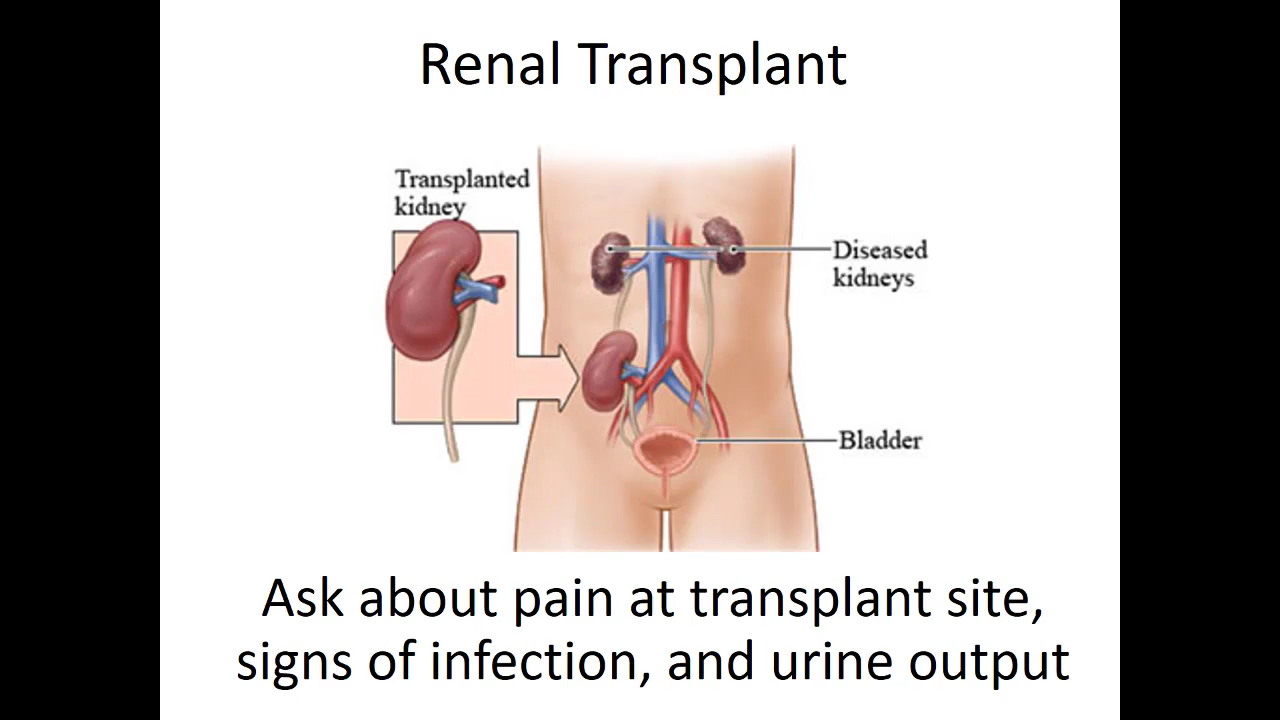 Renal Transplant
Transplanted
kidney
Diseased
kidneys
Bladder
Ask about pain at transplant site,
signs of infection, and urine output